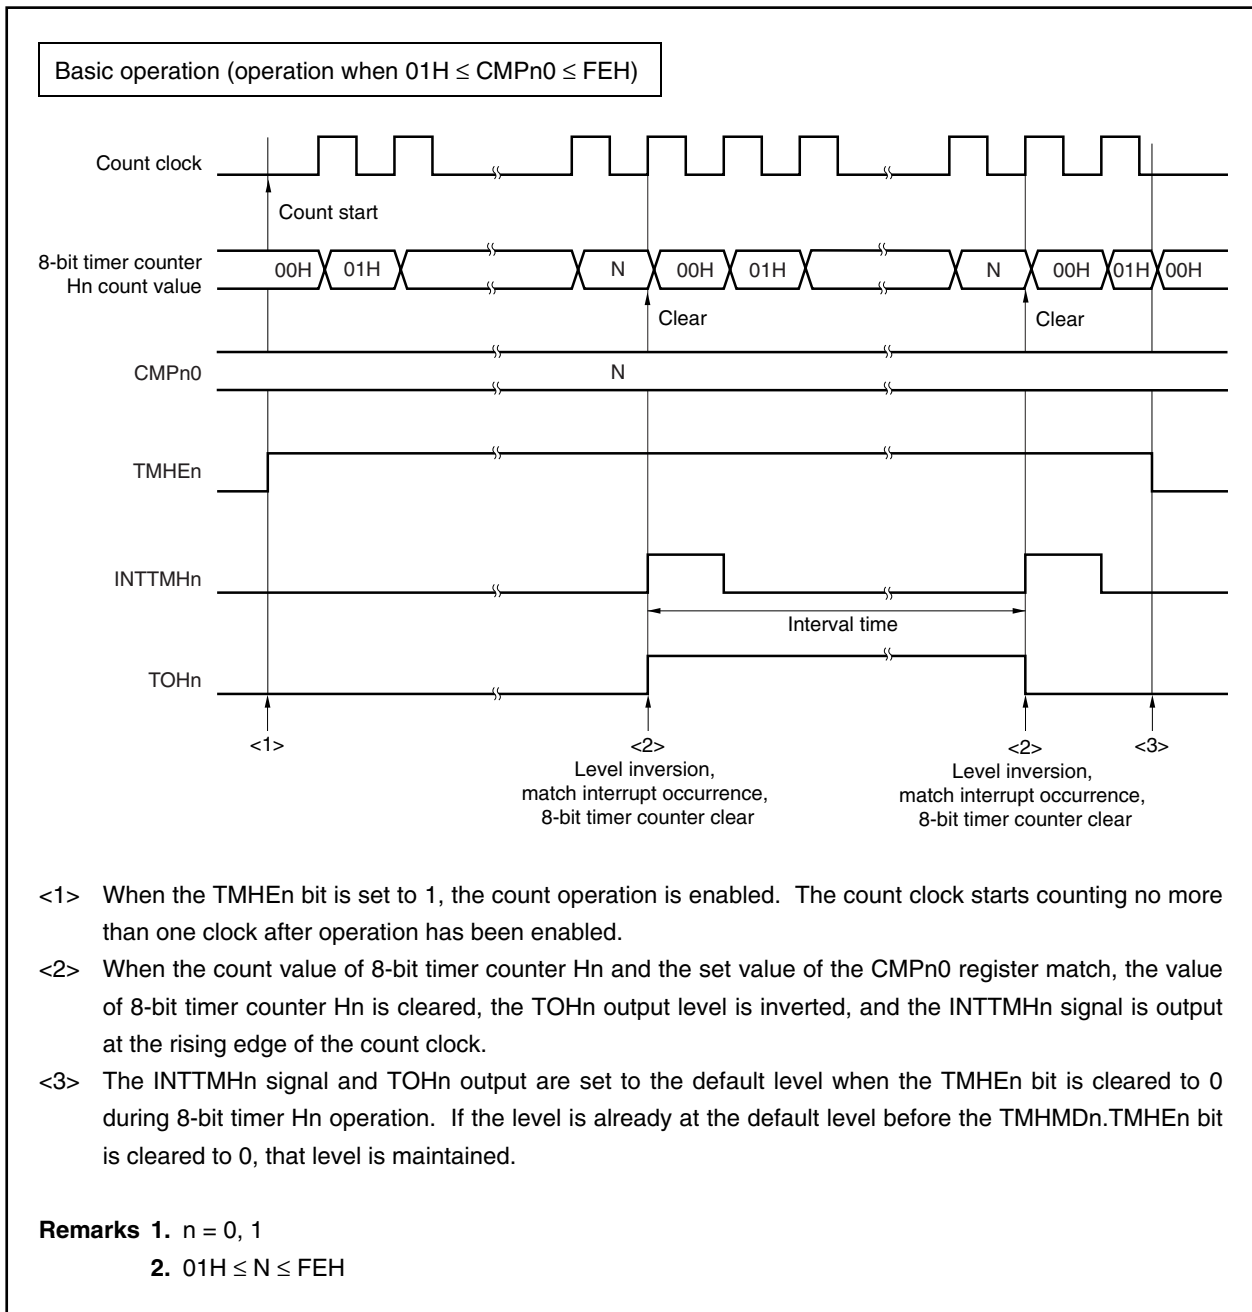 Basic operation (operation when 01H ≤ CMPn0 ≤ FEH)
Count clock
Count start
8-bit timer counter
Hn count value
00H 01H N 00H 01H N 00H 01H 00H
Clear Clear
CMPn0 N
TMHEn
INTTMHn
Interval time
TOHn
<1> <2> <2> <3>
Level inversion,
match interrupt occurrence,
8-bit timer counter clear
Level inversion,
match interrupt occurrence,
8-bit timer counter clear
<1> When the TMHEn bit is set to 1, the count operation is enabled. The count clock starts counting no more
than one clock after operation has been enabled.
<2> When the count value of 8-bit timer counter Hn and the set value of the CMPn0 register match, the value
of 8-bit timer counter Hn is cleared, the TOHn output level is inverted, and the INTTMHn signal is output
at the rising edge of the count clock.
<3> The INTTMHn signal and TOHn output are set to the default level when the TMHEn bit is cleared to 0
during 8-bit timer Hn operation. If the level is already at the default level before the TMHMDn.TMHEn bit
is cleared to 0, that level is maintained.
Remarks 1. n = 0, 1
2. 01H ≤ N ≤ FEH